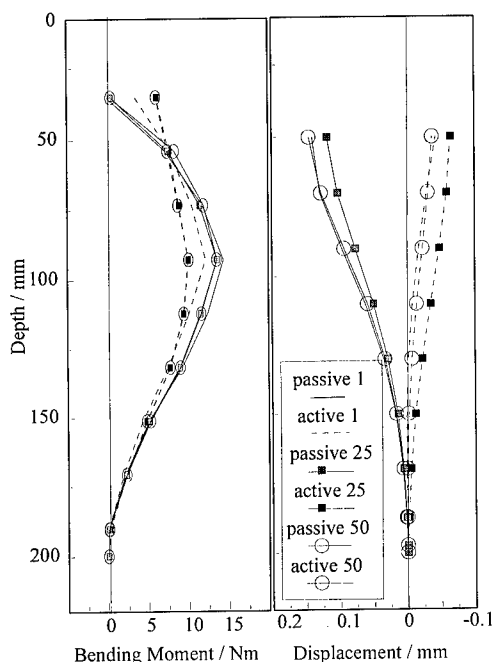 0
50
100
150
200
Depth / mm
0
5
10
15
Bending Moment / Nm
passive 1
active 1
passive 25
active 25
passive 50
active 50
0.2
0.1
0
-0.1
Displacement / mm